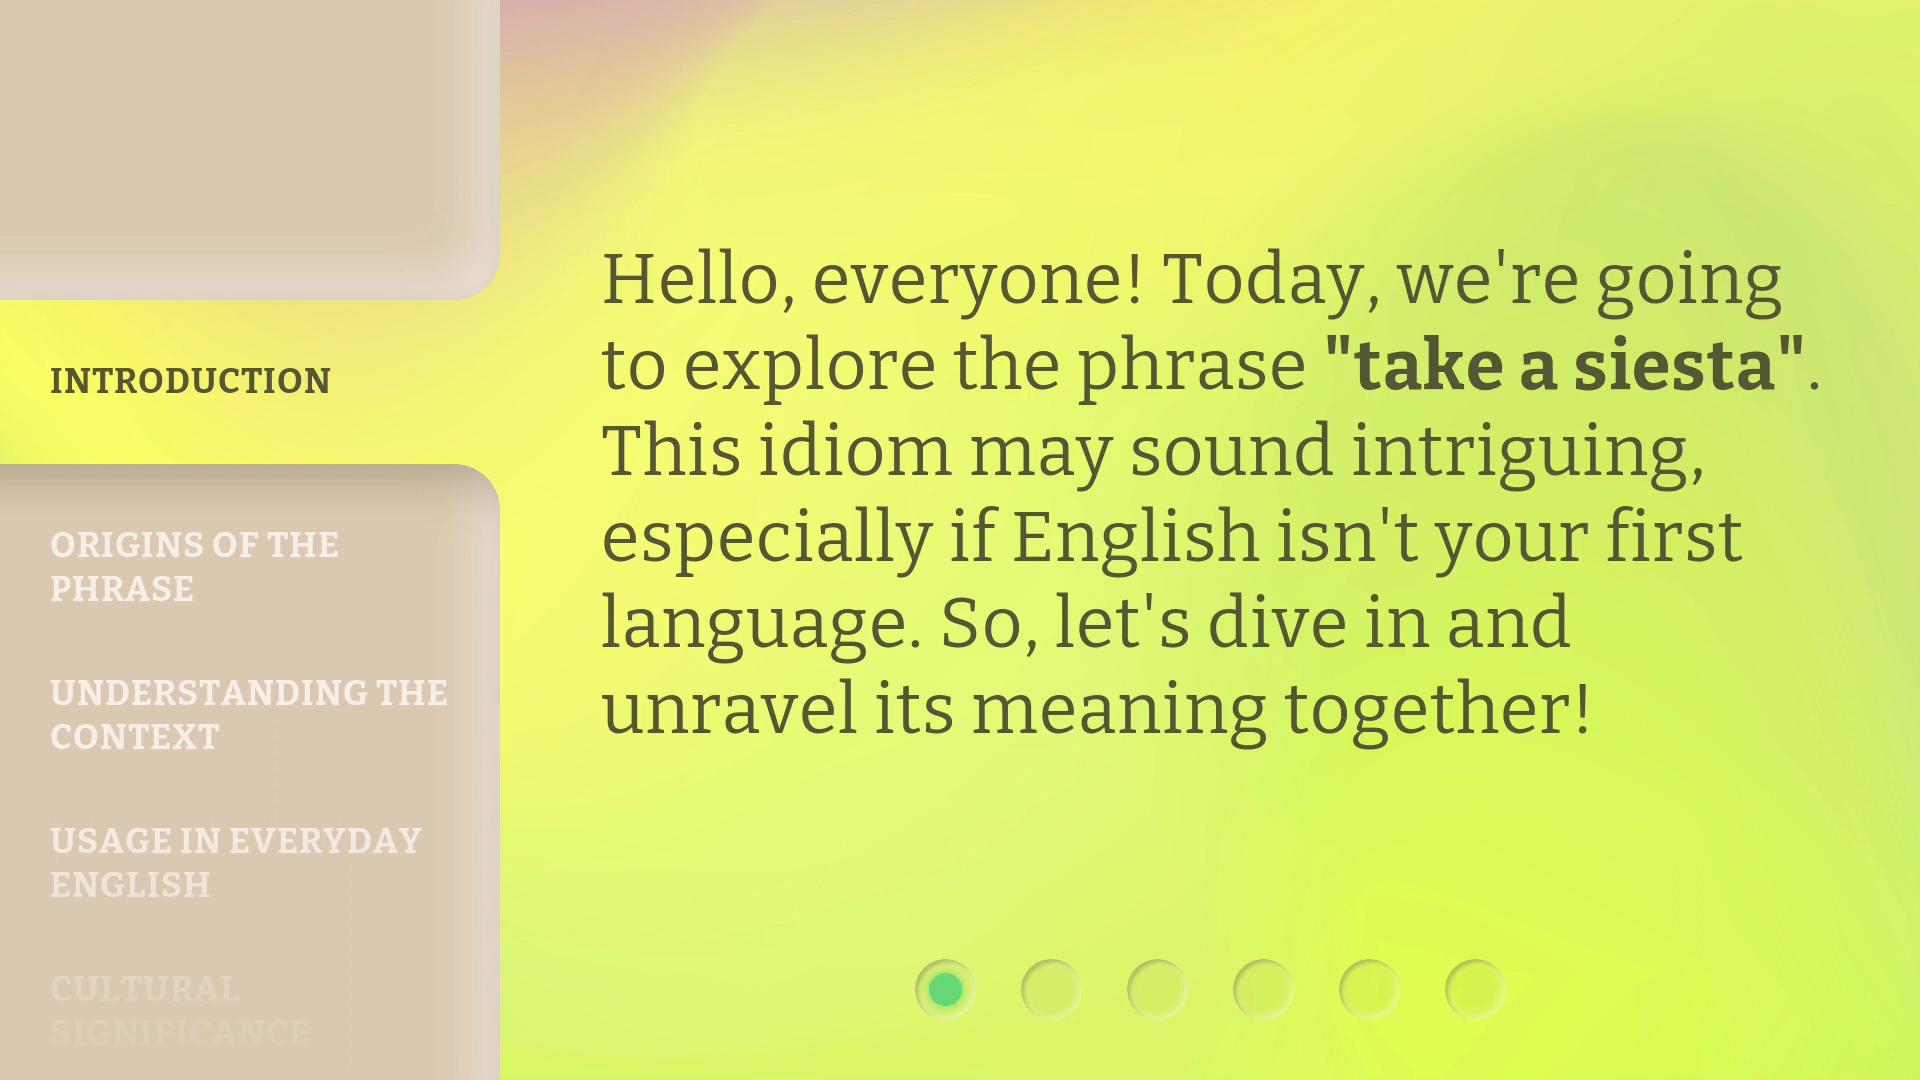 INTRODUCTION
ORIGINS OF THE
PHRASE
UNDERSTANDING THE
CONTEXT
USAGE IN EVERYDAY
ENGLISH
CULTURAL
SIGNIFICANCE
Hello, everyone! Today, we're going
to explore the phrase "take a siesta".
This idiom may sound intriguing,
especially if English isn't your first
language. So, let's dive in and
unravel its meaning together!